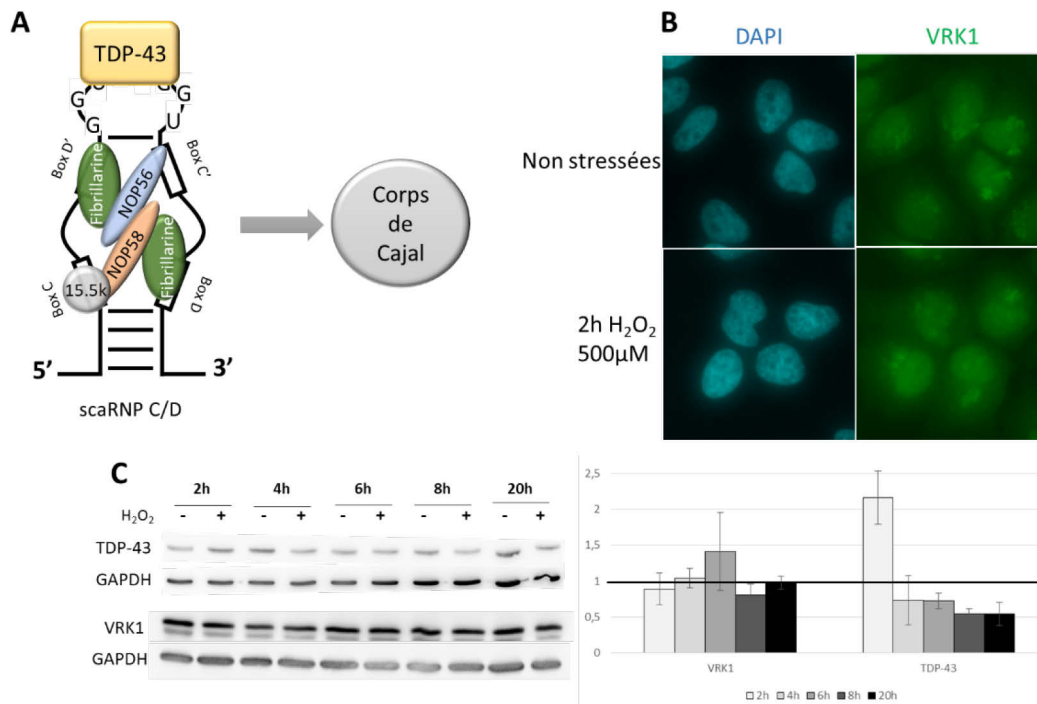 A
TDP-43
G
G
G
U
Box D'
Box C'
Fibrillarine
NOP56
NOP58
Fibrillarine
15.5k
Box C
Box D
5'
3'
scaRNP C/D
Corps
de
Cajal
B
DAPI
VRK1
Non stressées
2h H₂O₂
500µM
C
2h 4h 6h 8h 20h
H₂O₂ - + - + - + - + - +
TDP-43
GAPDH
VRK1
GAPDH
2,5
2
1,5
1
0,5
0
VRK1 TDP-43
2h 4h 6h 8h 20h